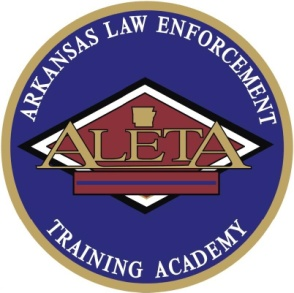 ARKANSAS LAW ENFORCEMENT
ALETA
TRAINING ACADEMY